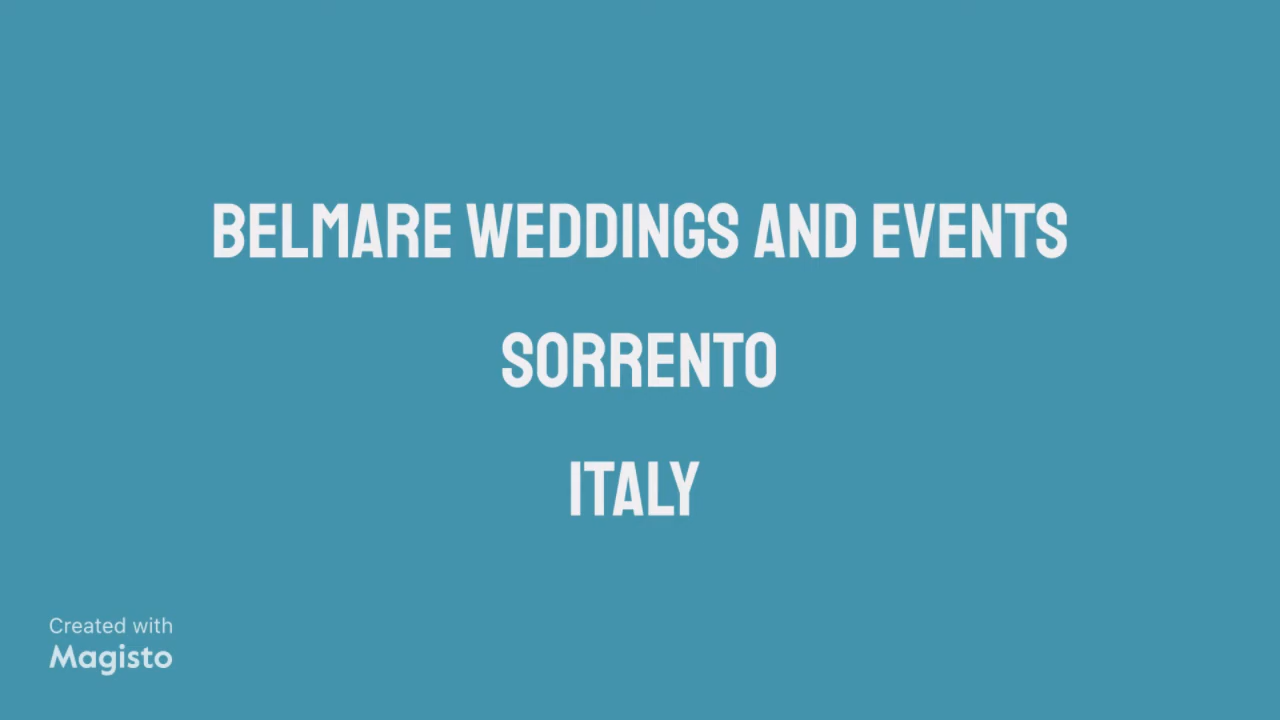 BELMARE WEDDINGS AND EVENTS
SORRENTO
ITALY
Created with
Magisto